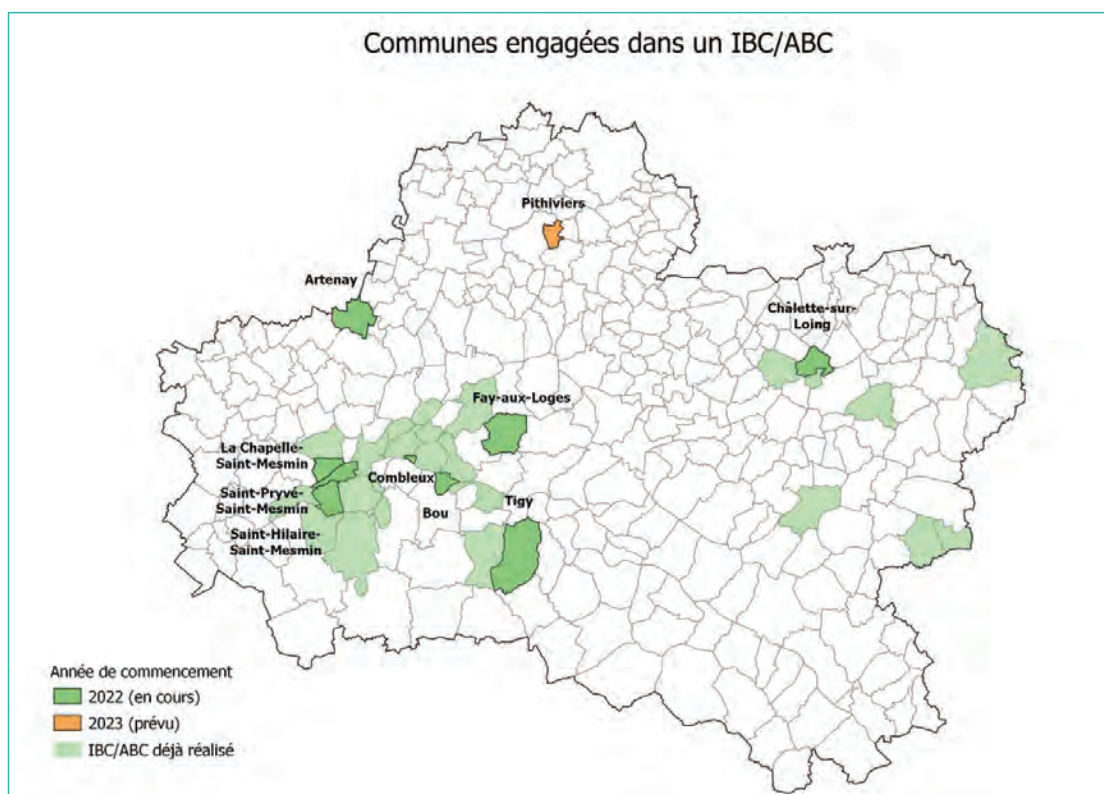 Communes engagées dans un IBC/ABC
Pithiviers
Artenay
Châlette-sur-
Loing
Fay-aux-Loges
La Chapelle-
Saint-Mesmin
Combleux
Saint-Pryvé-
Saint-Mesmin
Tigy
Bou
Saint-Hilaire-
Saint-Mesmin
Année de commencement
2022 (en cours)
2023 (prévu)
IBC/ABC déjà réalisé